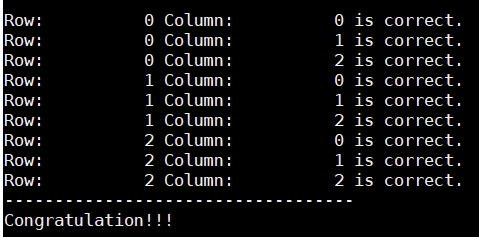 Row:          0 Column:          0 is correct.
Row:          0 Column:          1 is correct.
Row:          0 Column:          2 is correct.
Row:          1 Column:          0 is correct.
Row:          1 Column:          1 is correct.
Row:          1 Column:          2 is correct.
Row:          2 Column:          0 is correct.
Row:          2 Column:          1 is correct.
Row:          2 Column:          2 is correct.
-----------------------------------
Congratulation!!!